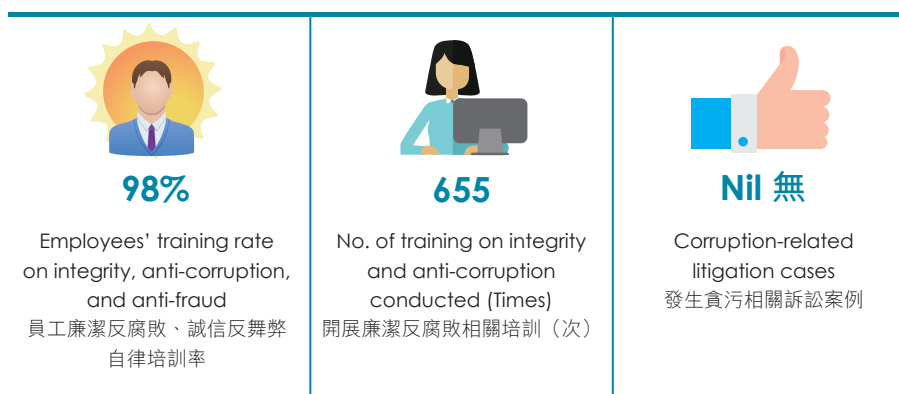 98%
Employees’ training rate
on integrity, anti-corruption,
and anti-fraud
員工廉潔反腐敗、誠信反舞弊
自律培訓率
655
No. of training on integrity
and anti-corruption
conducted (Times)
開展廉潔反腐敗相關培訓（次）
Nil 無
Corruption-related
litigation cases
發生貪污相關訴訟案例